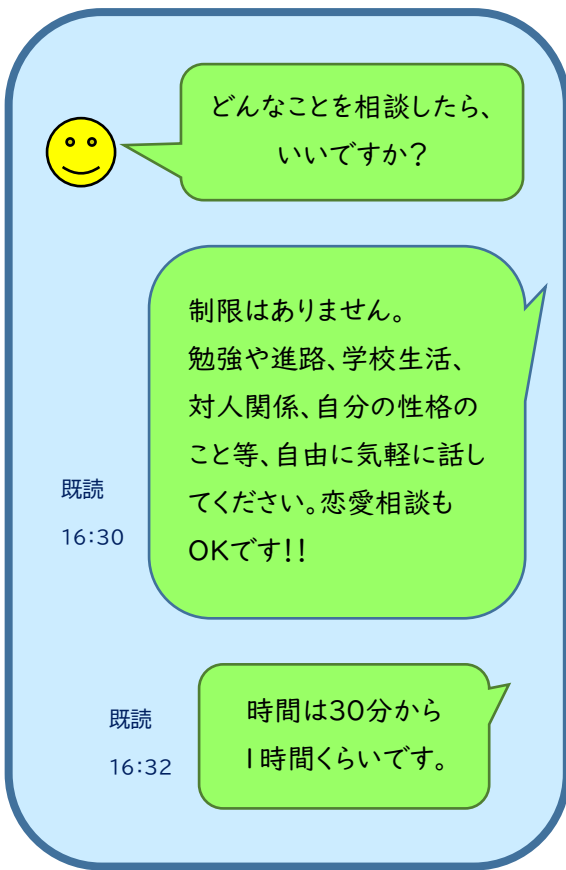 どんなことを相談したら、
いいですか？
制限はありません。
勉強や進路、学校生活、
対人関係、自分の性格の
こと等、自由に気軽に話し
てください。恋愛相談も
OKです!!
既読
16:30
時間は30分から
1時間くらいです。
既読
16:32